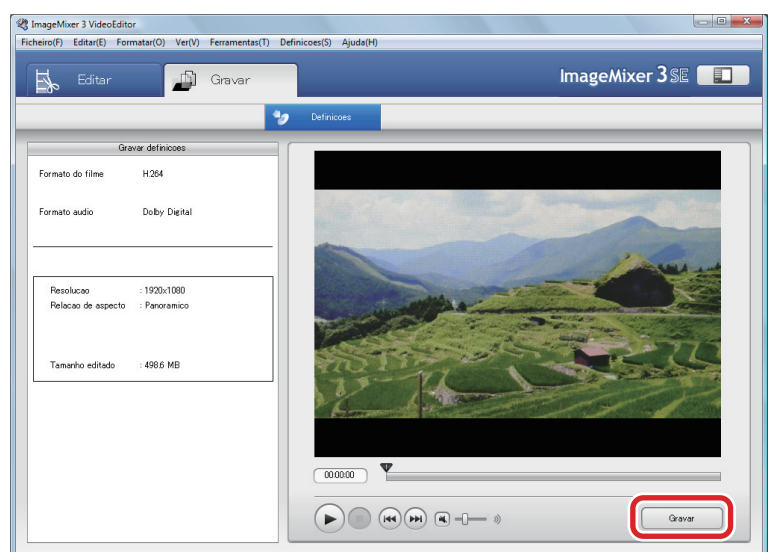 ImageMixer 3 VideoEditor
Ficheiro(F) Editar(E) Formatar(O) Ver(V) Ferramentas(T) Definicoes(S) Ajuda(H)
Editar Gravar ImageMixer 3 SE
Definicoes
Gravar definicoes
Formato do filme H.264
Formato audio Dolby Digital
Resolucao : 1920x1080
Relacao de aspecto : Panoramico
Tamanho editado : 498.6 MB
00:00:00
Gravar